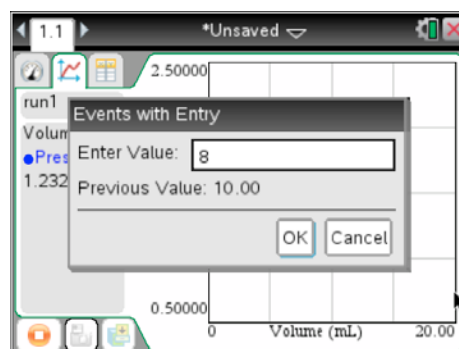 1.1
*Unsaved
2.50000
run1
Events with Entry
Volum
Enter Value: 8
Pres
1.232
Previous Value: 10.00
OK Cancel
0.50000
0 Volume (mL) 20.00